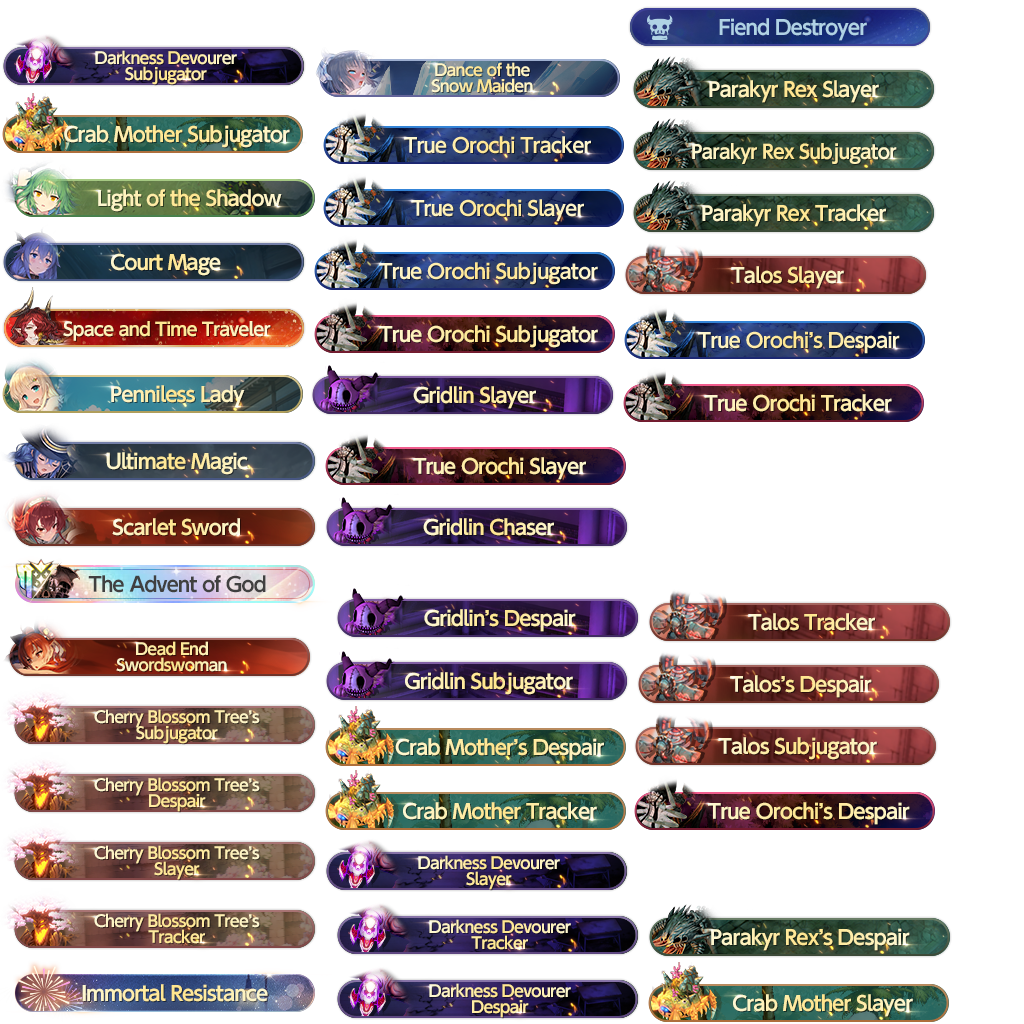 Darkness Devourer
Subjugator
Crab Mother Subjugator
Light of the Shadow
Court Mage
Space and Time Traveler
Penniless Lady
Ultimate Magic
Scarlet Sword
The Advent of God
Dead End
Swordswoman
Cherry Blossom Tree's
Subjugator
Cherry Blossom Tree's
Despair
Cherry Blossom Tree's
Slayer
Cherry Blossom Tree's
Tracker
Immortal Resistance
Dance of the
Snow Maiden
True Orochi Tracker
True Orochi Slayer
True Orochi Subjugator
True Orochi Subjugator
Gridlin Slayer
True Orochi Slayer
Gridlin Chaser
Gridlin's Despair
Gridlin Subjugator
Crab Mother's Despair
Crab Mother Tracker
Darkness Devourer
Slayer
Darkness Devourer
Tracker
Darkness Devourer
Despair
Fiend Destroyer
Parakyr Rex Slayer
Parakyr Rex Subjugator
Parakyr Rex Tracker
Talos Slayer
True Orochi's Despair
True Orochi Tracker
Talos Tracker
Talos's Despair
Talos Subjugator
True Orochi's Despair
Parakyr Rex's Despair
Crab Mother Slayer